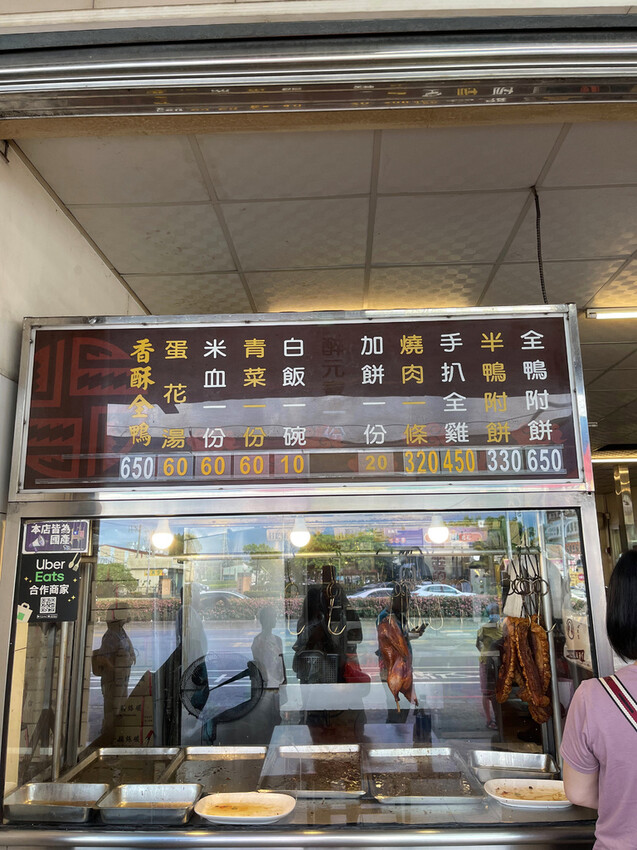 全鴨附餅 650
半鴨附餅 330
手扒全雞 450
燒肉一條 320
加餅一份 20
白飯一碗 10
青菜一份 60
米血一份 60
蛋花湯 60
香酥全鴨 650
本店皆為
國產
Uber
Eats
合作商家